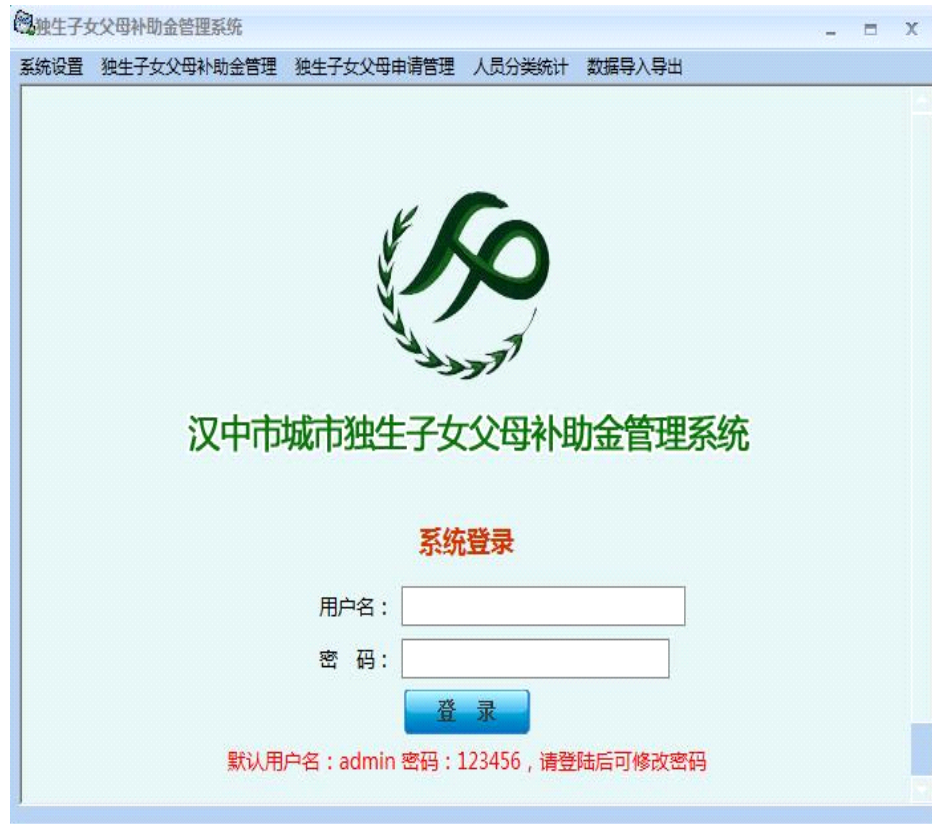 独生子女父母补助金管理系统
系统设置 独生子女父母补助金管理 独生子女父母申请管理 人员分类统计 数据导入导出
汉中市城市独生子女父母补助金管理系统
系统登录
用户名：
密 码：
登 录
默认用户名：admin 密码：123456，请登陆后可修改密码